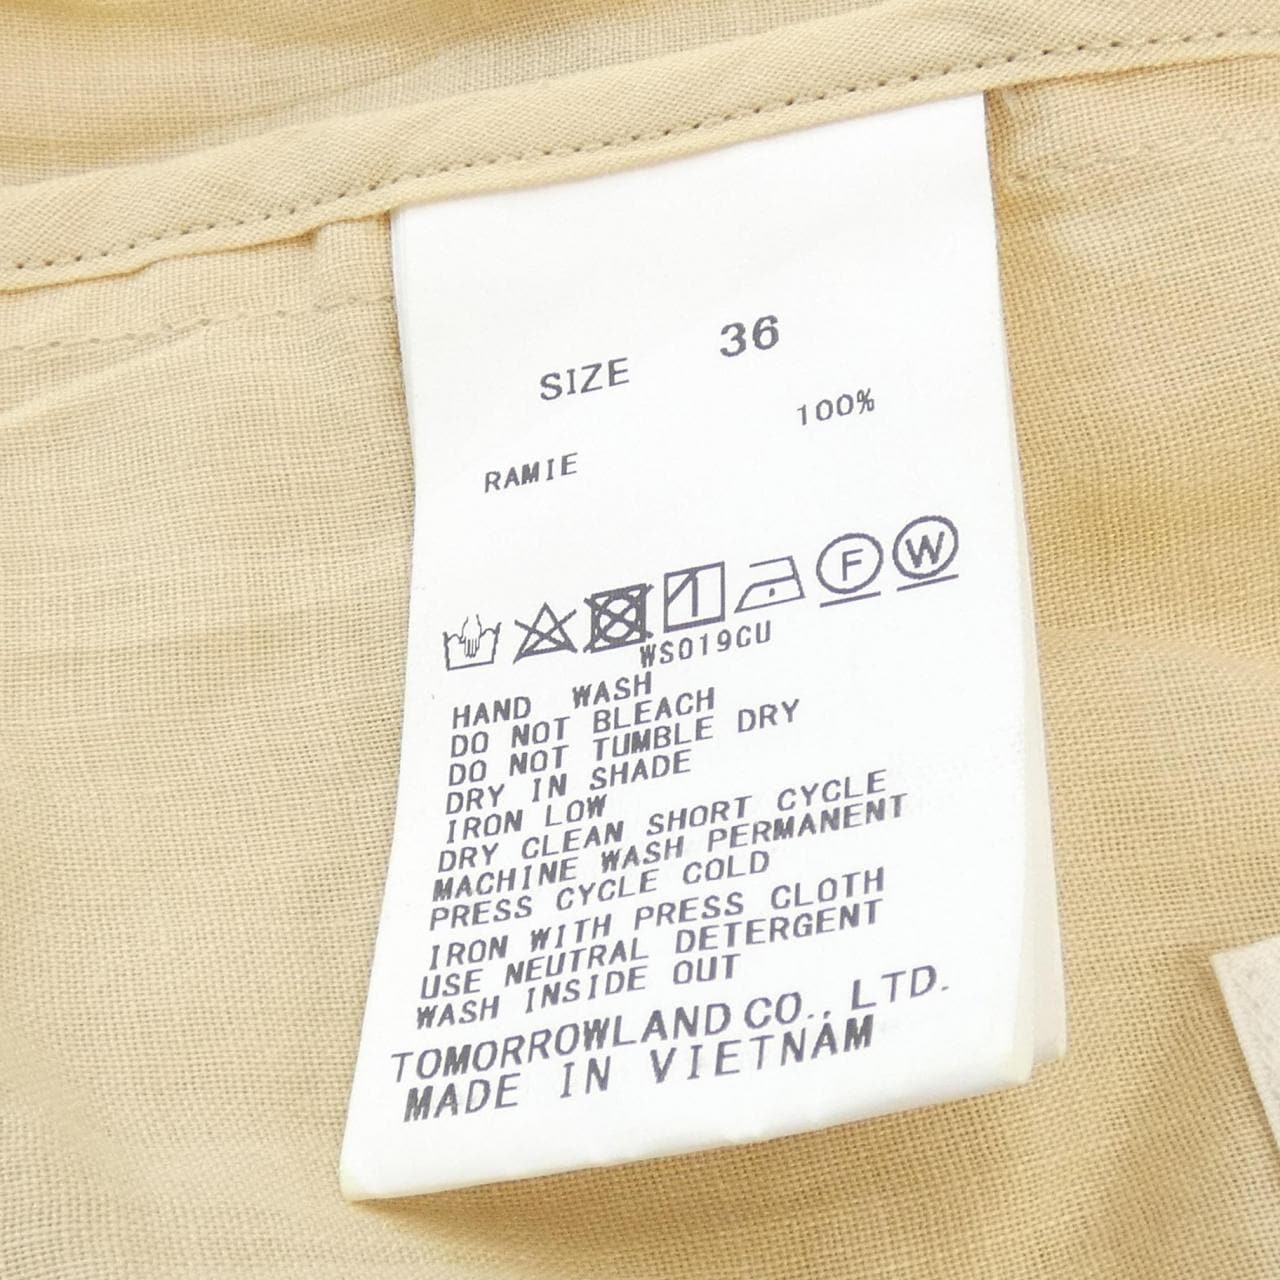 SIZE 36
RAMIE 100%
F W
WS019CU
HAND WASH
DO NOT BLEACH
DO NOT TUMBLE DRY
DRY IN SHADE
IRON LOW
DRY CLEAN SHORT CYCLE
MACHINE WASH PERMANENT
PRESS CYCLE COLD
IRON WITH PRESS CLOTH
USE NEUTRAL DETERGENT
WASH INSIDE OUT
TOMORROWLAND CO., LTD.
MADE IN VIETNAM